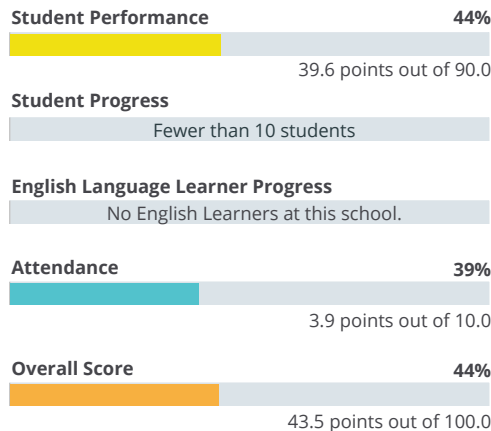 Student Performance 44%
39.6 points out of 90.0
Student Progress
Fewer than 10 students
English Language Learner Progress
No English Learners at this school.
Attendance 39%
3.9 points out of 10.0
Overall Score 44%
43.5 points out of 100.0